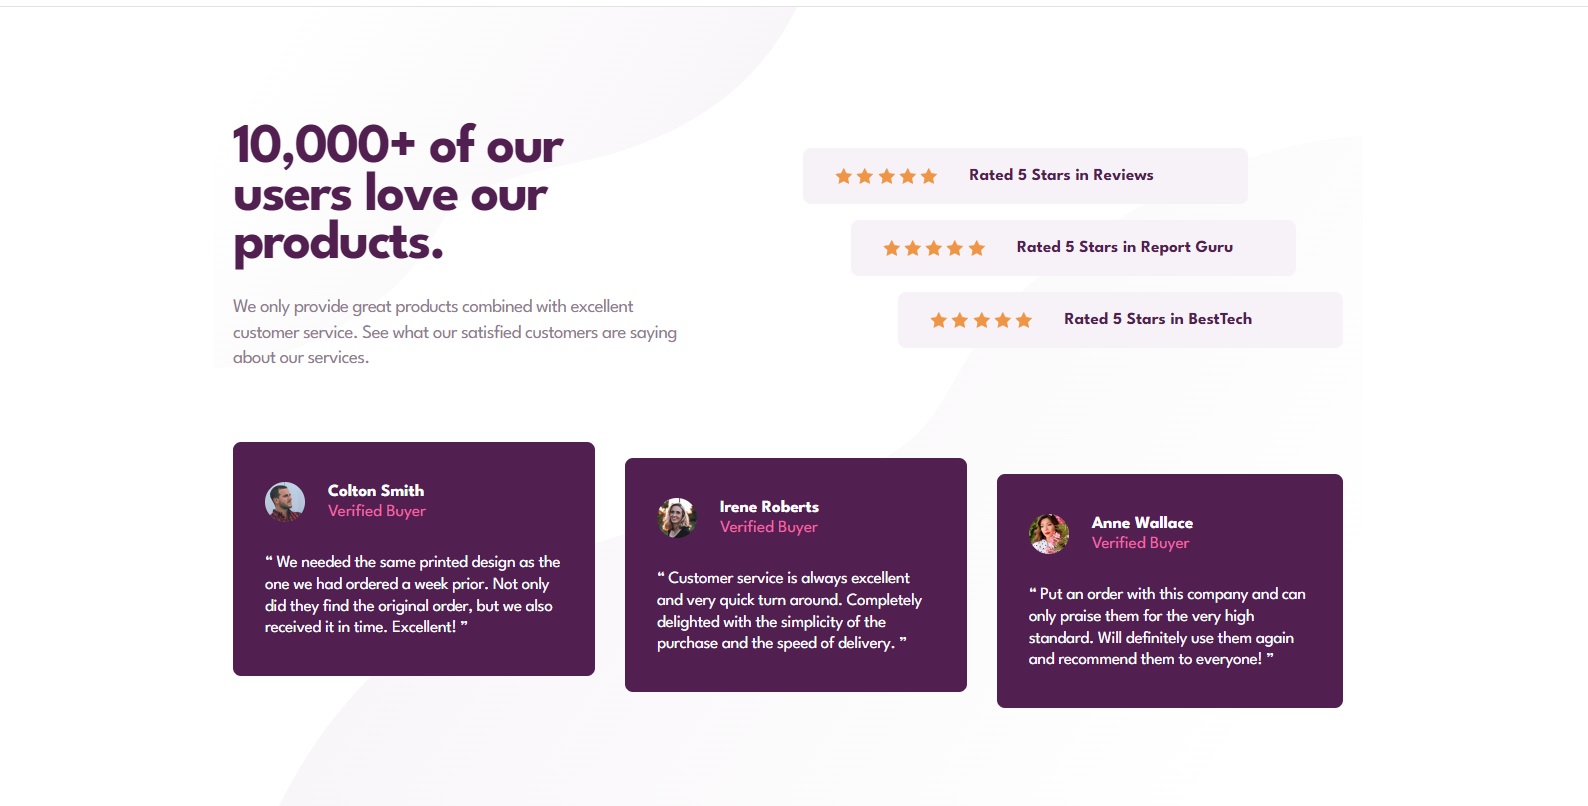 10,000+ of our
users love our
products.
We only provide great products combined with excellent
customer service. See what our satisfied customers are saying
about our services.
Rated 5 Stars in Reviews
Rated 5 Stars in Report Guru
Rated 5 Stars in BestTech
Colton Smith
Verified Buyer
“ We needed the same printed design as the
one we had ordered a week prior. Not only
did they find the original order, but we also
received it in time. Excellent! ”
Irene Roberts
Verified Buyer
“ Customer service is always excellent
and very quick turn around. Completely
delighted with the simplicity of the
purchase and the speed of delivery. ”
Anne Wallace
Verified Buyer
“ Put an order with this company and can
only praise them for the very high
standard. Will definitely use them again
and recommend them to everyone! ”